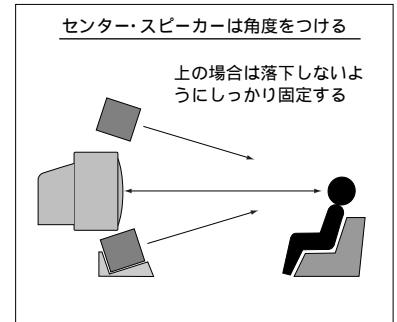 センター・スピーカーは角度をつける
上の場合は落下しないよ
うにしっかり固定する